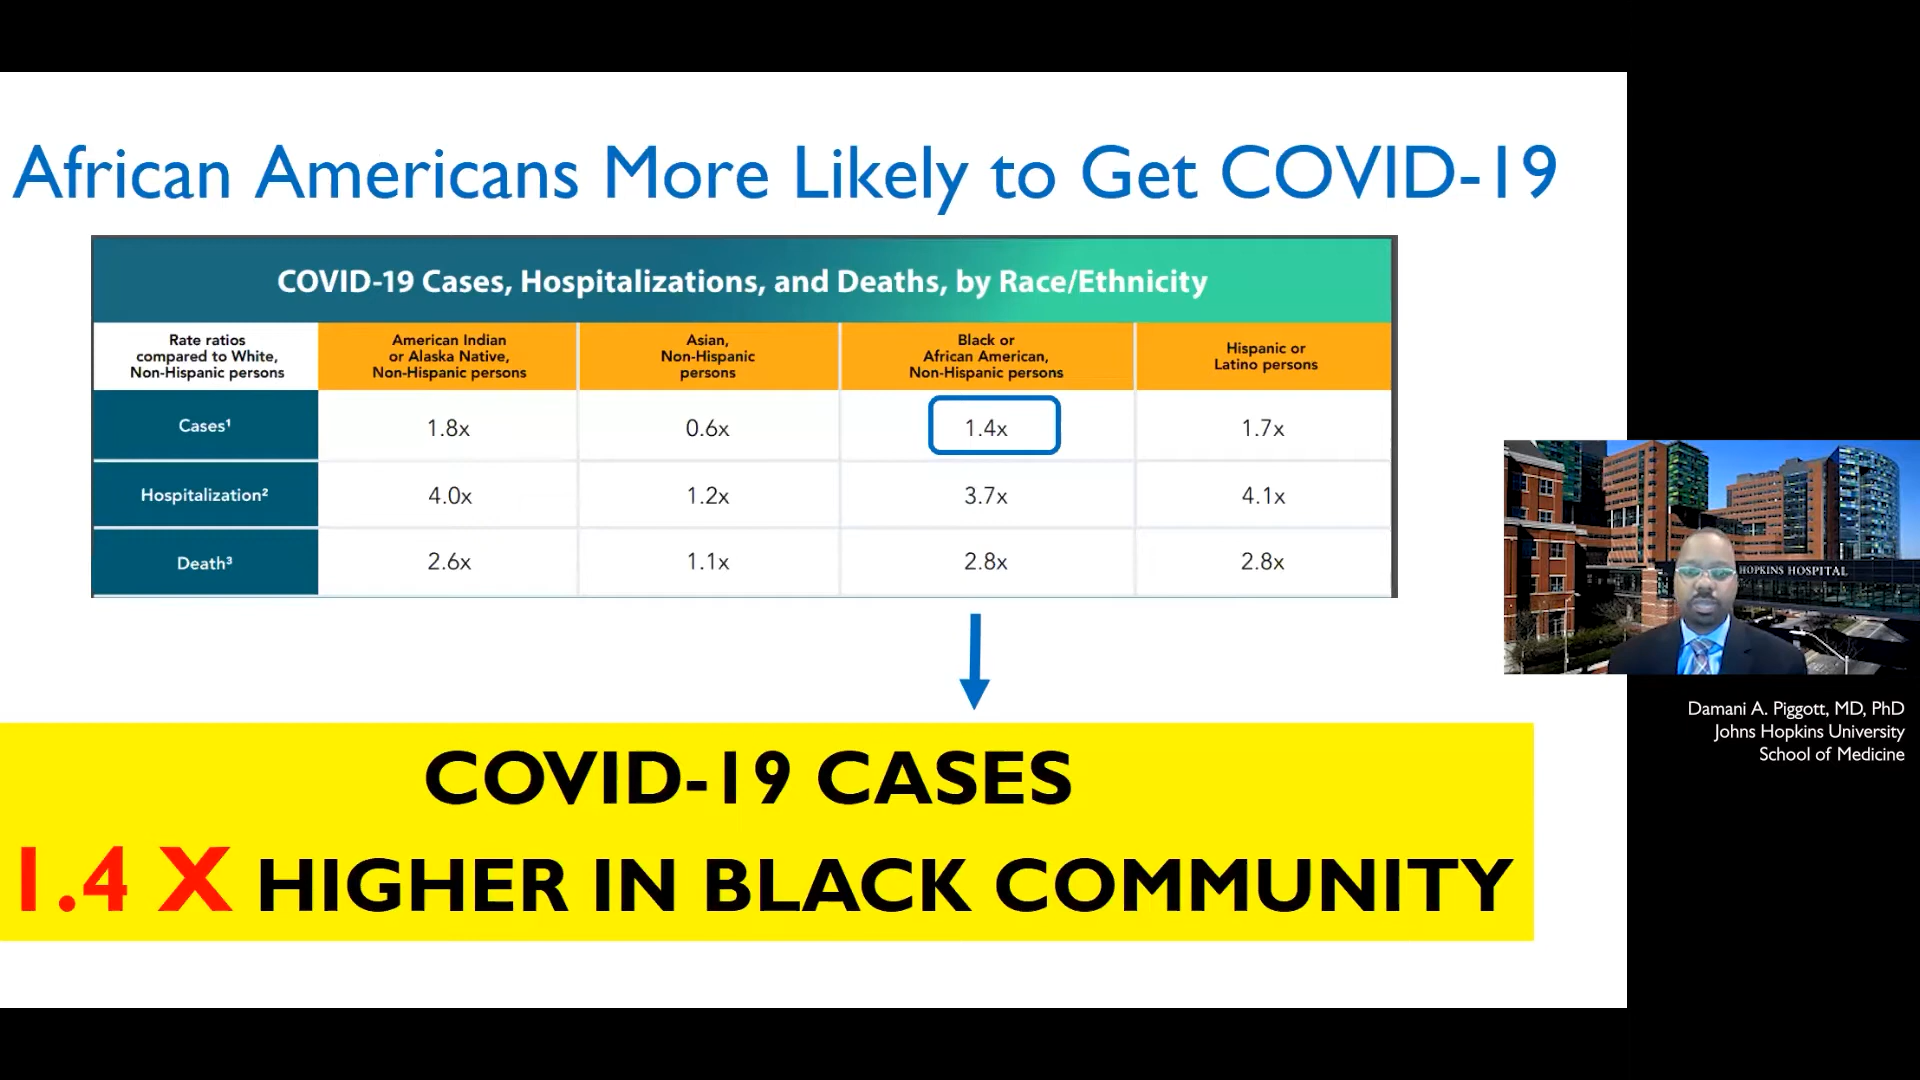 African Americans More Likely to Get COVID-19
COVID-19 Cases, Hospitalizations, and Deaths, by Race/Ethnicity
Rate ratios
compared to White,
Non-Hispanic persons
American Indian
or Alaska Native,
Non-Hispanic persons
Asian,
Non-Hispanic
persons
Black or
African American,
Non-Hispanic persons
Hispanic or
Latino persons
Cases¹ 1.8x 0.6x 1.4x 1.7x
Hospitalization² 4.0x 1.2x 3.7x 4.1x
Death³ 2.6x 1.1x 2.8x 2.8x
COVID-19 CASES
1.4 X HIGHER IN BLACK COMMUNITY
HOPKINS HOSPITAL
Damani A. Piggott, MD, PhD
Johns Hopkins University
School of Medicine